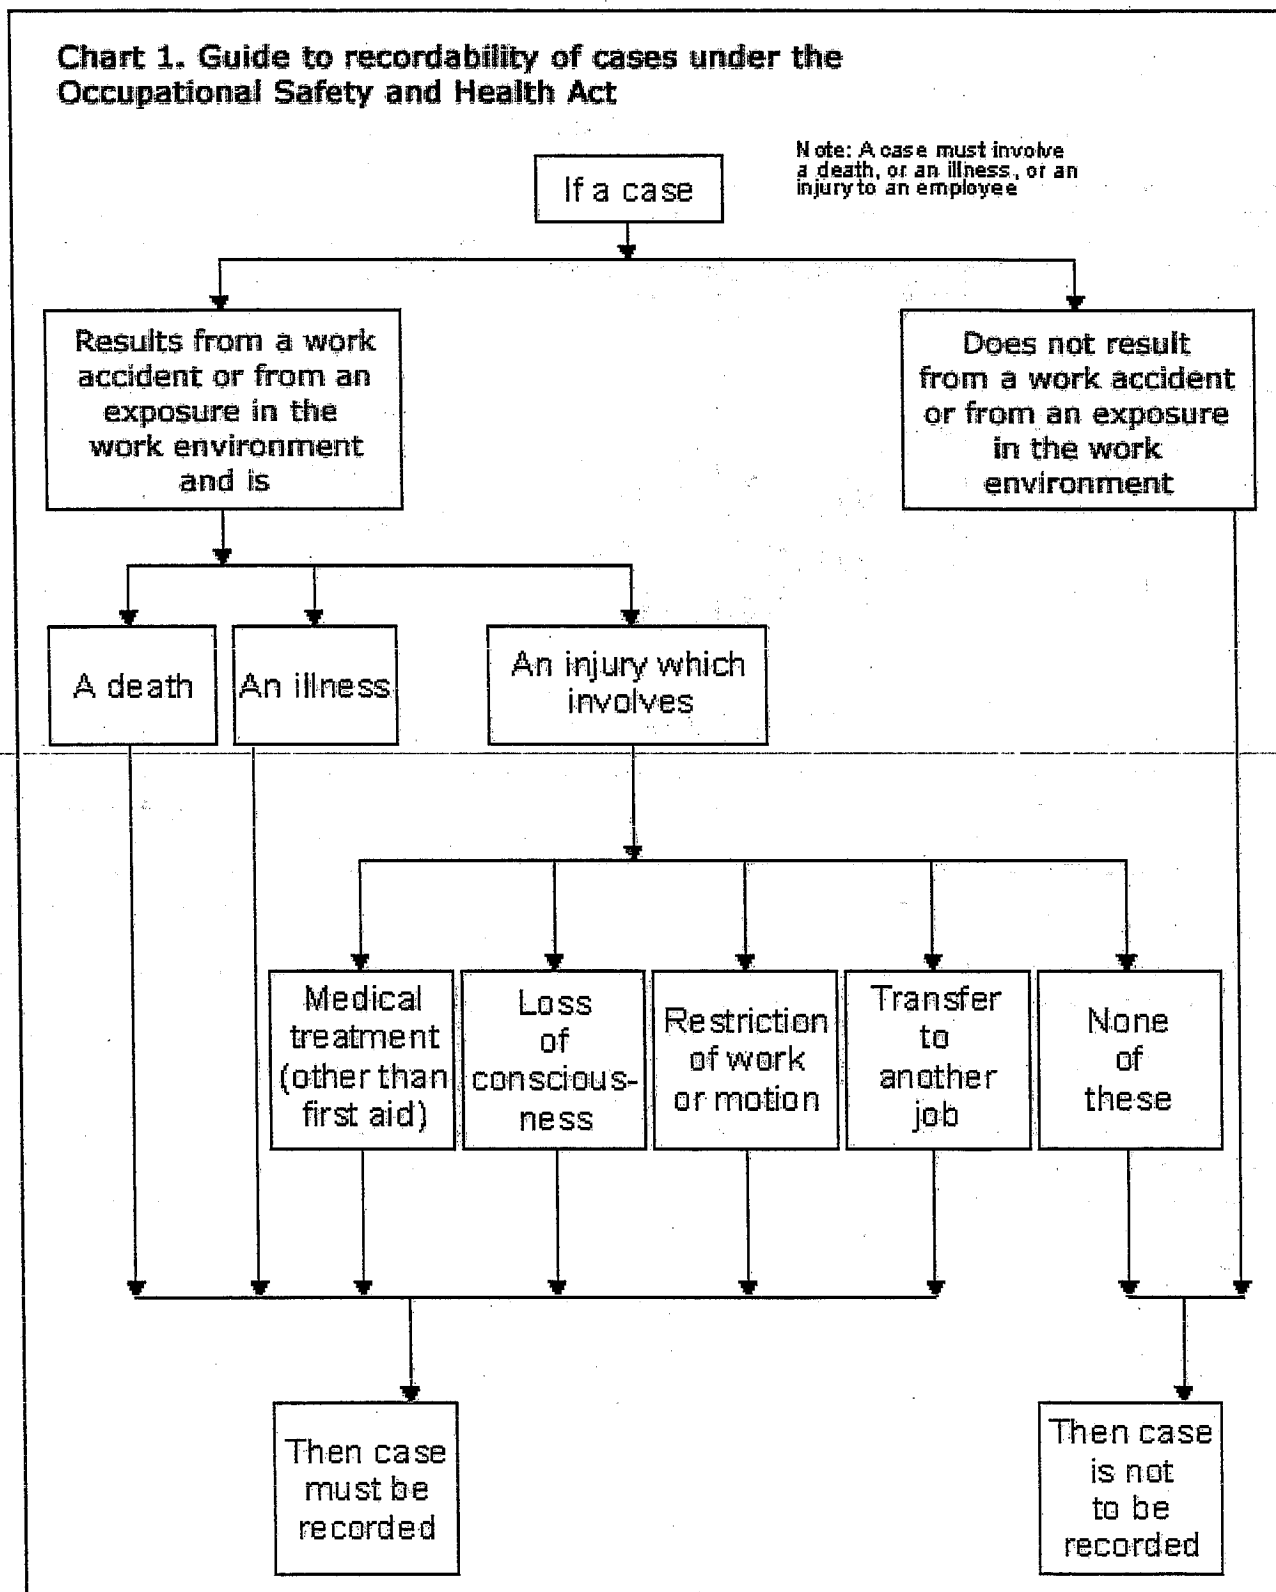 Chart 1. Guide to recordability of cases under the
Occupational Safety and Health Act
Note: A case must involve
a death, or an illness, or an
injury to an employee
If a case
Results from a work
accident or from an
exposure in the
work environment
and is
Does not result
from a work accident
or from an exposure
in the work
environment
A death
An illness
An injury which
involves
Medical
treatment
(other than
first aid)
Loss
of
conscious-
ness
Restriction
of work
or motion
Transfer
to
another
job
None
of
these
Then case
must be
recorded
Then case
is not
to be
recorded